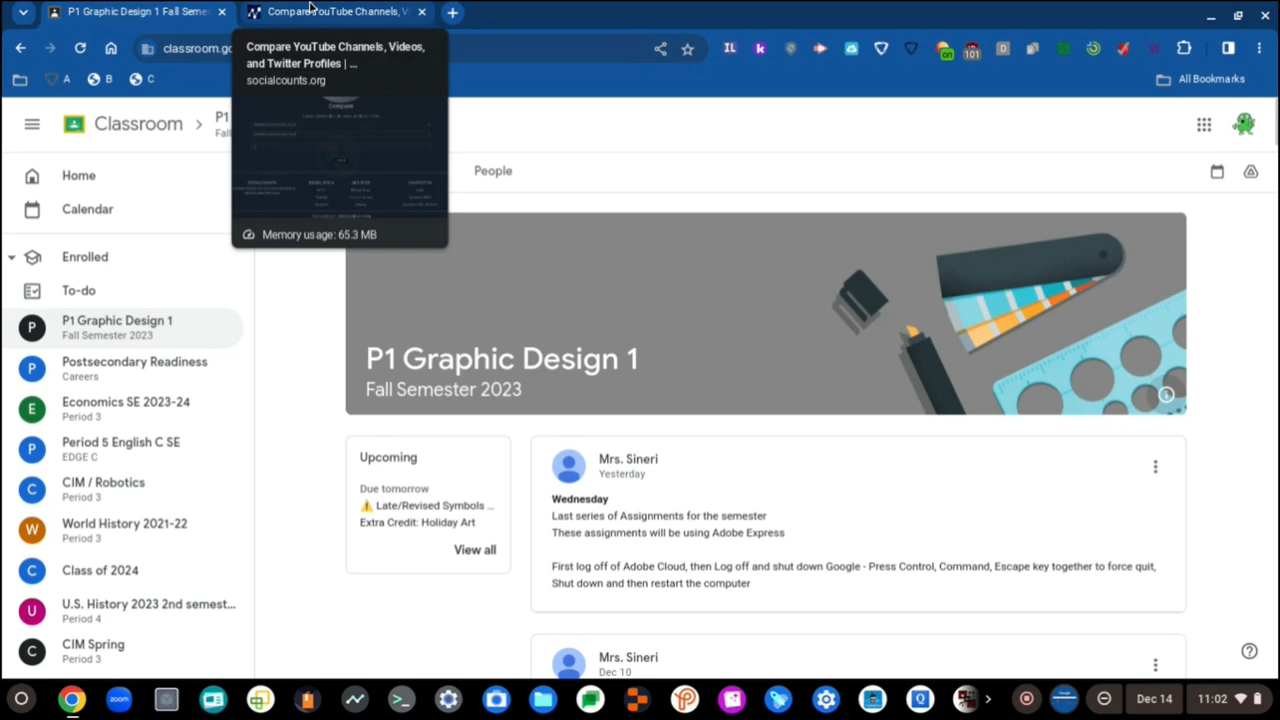 P1 Graphic Design 1 Fall Seme
Compare YouTube Channels, Vi
classroom.go
IL
k
on
101
D
A
B
C
All Bookmarks
Compare YouTube Channels, Videos,
and Twitter Profiles | ...
socialcounts.org
Compare
Memory usage: 65.3 MB
Classroom
P1
Fall
People
Home
Calendar
Enrolled
To-do
P
P1 Graphic Design 1
Fall Semester 2023
P
Postsecondary Readiness
Careers
E
Economics SE 2023-24
Period 3
P
Period 5 English C SE
EDGE C
C
CIM / Robotics
Period 3
W
World History 2021-22
Period 3
C
Class of 2024
U
U.S. History 2023 2nd semest...
Period 4
C
CIM Spring
Period 3
P1 Graphic Design 1
Fall Semester 2023
Upcoming
Due tomorrow
⚠ Late/Revised Symbols ...
Extra Credit: Holiday Art
View all
Mrs. Sineri
Yesterday
Wednesday
Last series of Assignments for the semester
These assignments will be using Adobe Express
First log off of Adobe Cloud, then Log off and shut down Google - Press Control, Command, Escape key together to force quit,
Shut down and then restart the computer
Mrs. Sineri
Dec 10
zoom
Dec 14
11:02